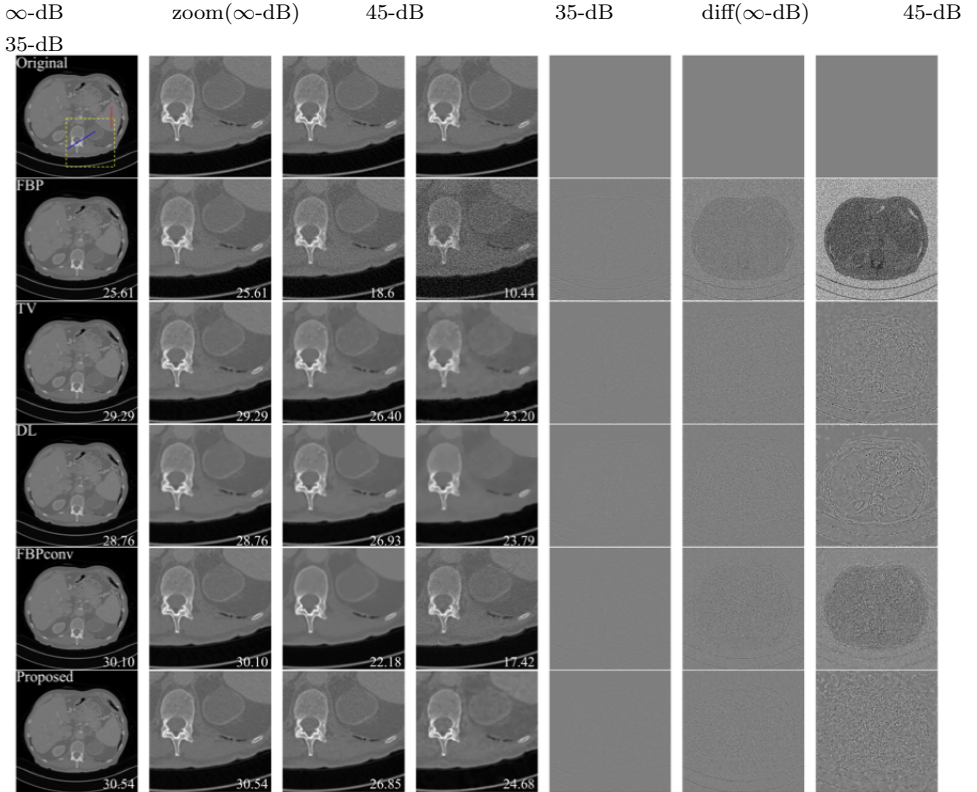 ∞-dB zoom(∞-dB) 45-dB 35-dB diff(∞-dB) 45-dB
35-dB
Original
FBP
25.61 25.61 18.6 10.44
TV
29.29 29.29 26.40 23.20
DL
28.76 28.76 26.93 23.79
FBPconv
30.10 30.10 22.18 17.42
Proposed
30.54 30.54 26.85 24.68